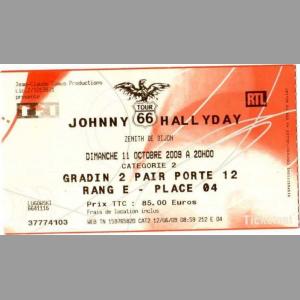 Jean-Claude Camus Productions
présente
TOUR
66
RTL
JOHNNY HALLYDAY
ZENITH DE DIJON
DIMANCHE 11 OCTOBRE 2009 A 20H00
CATEGORIE 2
GRADIN 2 PAIR PORTE 12
RANG E - PLACE 04
Prix TTC : 85.00 Euros
Frais de location inclus
6641116
37774103